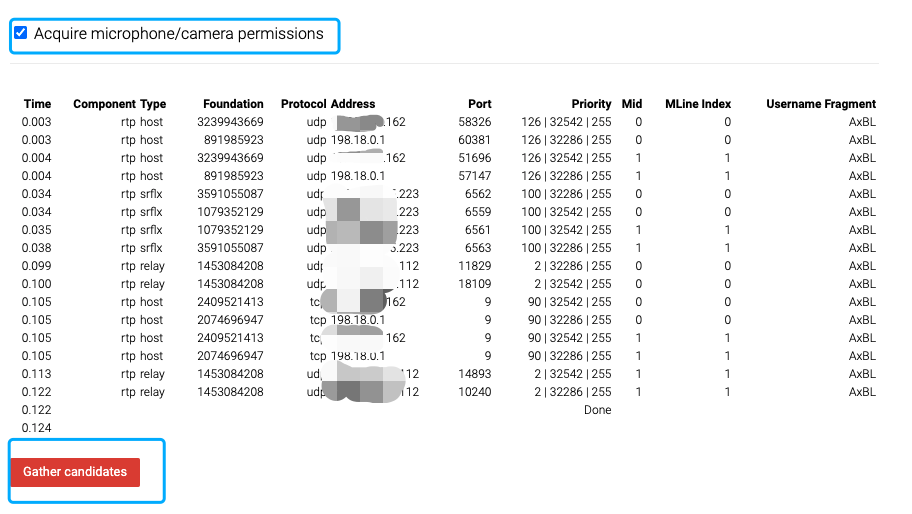 Acquire microphone/camera permissions
Time Component Type Foundation Protocol Address Port Priority Mid MLine Index Username Fragment
0.003 rtp host 3239943669 udp .162 58326 126 | 32542 | 255 0 0 AxBL
0.003 rtp host 891985923 udp 198.18.0.1 60381 126 | 32286 | 255 0 0 AxBL
0.004 rtp host 3239943669 udp .162 51696 126 | 32542 | 255 1 1 AxBL
0.004 rtp host 891985923 udp 198.18.0.1 57147 126 | 32286 | 255 1 1 AxBL
0.034 rtp srflx 3591055087 udp .223 6562 100 | 32286 | 255 0 0 AxBL
0.034 rtp srflx 1079352129 udp .223 6559 100 | 32542 | 255 0 0 AxBL
0.035 rtp srflx 1079352129 udp .223 6561 100 | 32542 | 255 1 1 AxBL
0.038 rtp srflx 3591055087 udp .223 6563 100 | 32286 | 255 1 1 AxBL
0.099 rtp relay 1453084208 udp 112 11829 2 | 32286 | 255 0 0 AxBL
0.100 rtp relay 1453084208 udp .112 18109 2 | 32542 | 255 0 0 AxBL
0.105 rtp host 2409521413 tcp 162 9 90 | 32542 | 255 0 0 AxBL
0.105 rtp host 2074696947 tcp 198.18.0.1 9 90 | 32286 | 255 0 0 AxBL
0.105 rtp host 2409521413 tcp 162 9 90 | 32542 | 255 1 1 AxBL
0.105 rtp host 2074696947 tcp 198.18.0.1 9 90 | 32286 | 255 1 1 AxBL
0.113 rtp relay 1453084208 udp 112 14893 2 | 32542 | 255 1 1 AxBL
0.122 rtp relay 1453084208 udp 112 10240 2 | 32286 | 255 1 1 AxBL
0.122 Done
0.124
Gather candidates